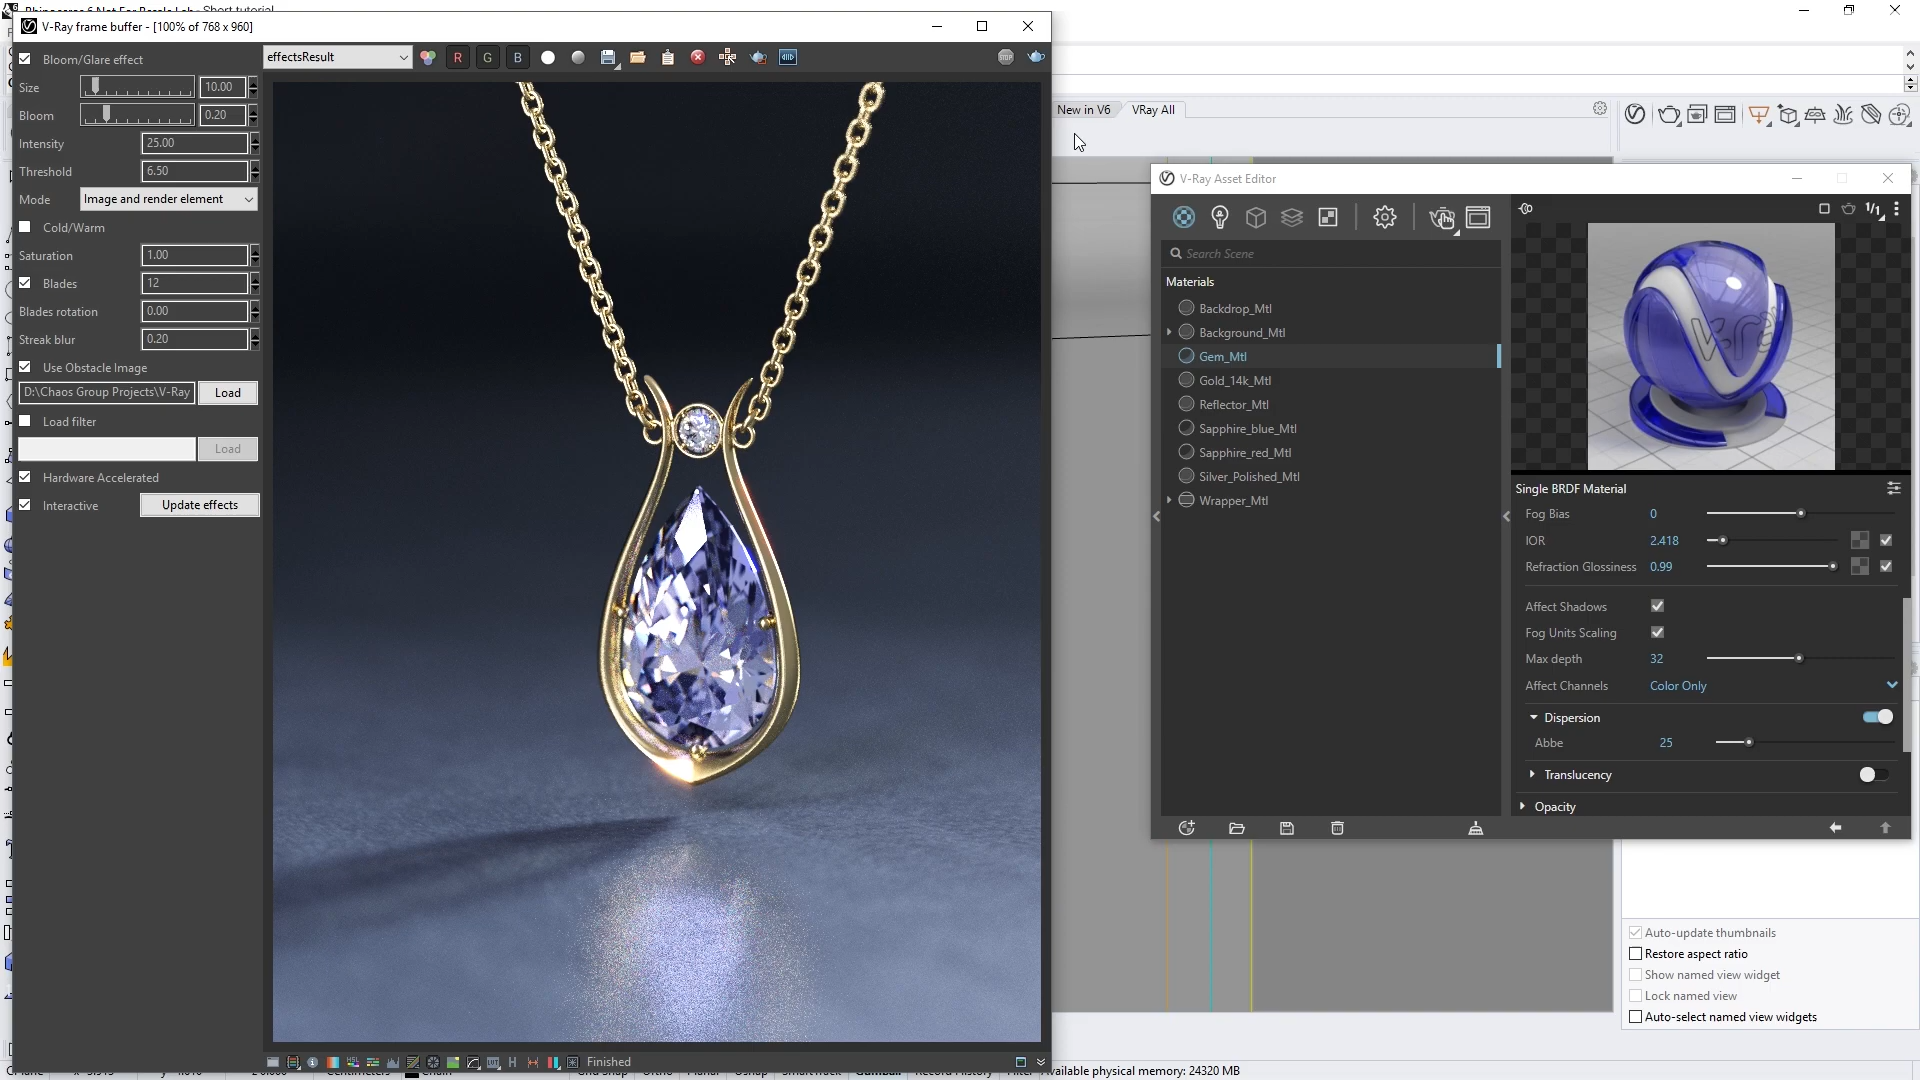 V-Ray frame buffer - [100% of 768 x 960]
Bloom/Glare effect
effectsResult
R
G
B
STOP
Size
10.00
Bloom
0.20
Intensity
25.00
Threshold
6.50
Mode
Image and render element
Cold/Warm
Saturation
1.00
Blades
12
Blades rotation
0.00
Streak blur
0.20
Use Obstacle Image
D:\Chaos Group Projects\V-Ray
Load
Load filter
Load
Hardware Accelerated
Interactive
Update effects
Finished
New in V6
VRay All
V-Ray Asset Editor
1/1
Search Scene
Materials
Backdrop_Mtl
Background_Mtl
Gem_Mtl
Gold_14k_Mtl
Reflector_Mtl
Sapphire_blue_Mtl
Sapphire_red_Mtl
Silver_Polished_Mtl
Wrapper_Mtl
Single BRDF Material
Fog Bias
0
IOR
2.418
Refraction Glossiness
0.99
Affect Shadows
Fog Units Scaling
Max depth
32
Affect Channels
Color Only
Dispersion
Abbe
25
Translucency
Opacity
Auto-update thumbnails
Restore aspect ratio
Show named view widget
Lock named view
Auto-select named view widgets
Available physical memory: 24320 MB